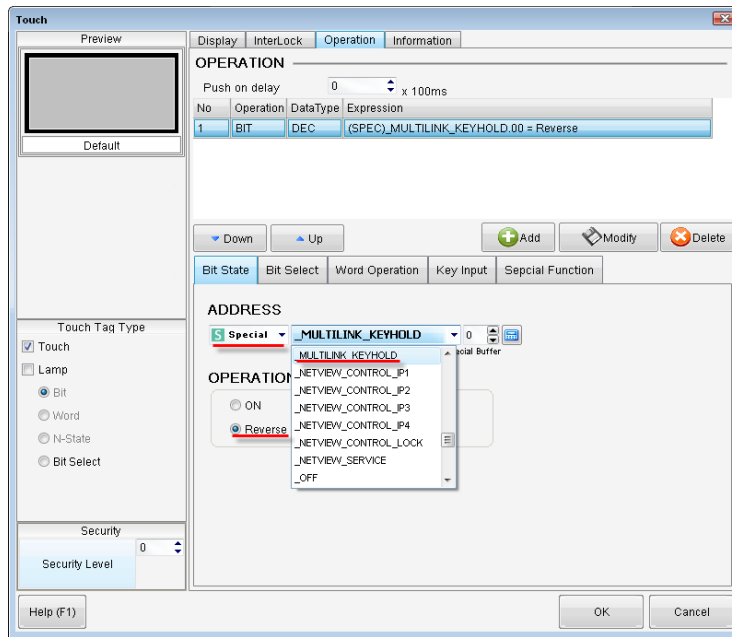 Touch
Preview
Default
Display InterLock Operation Information
OPERATION
Push on delay 0 x 100ms
No Operation DataType Expression
1 BIT DEC (SPEC)_MULTILINK_KEYHOLD.00 = Reverse
Down Up Add Modify Delete
Bit State Bit Select Word Operation Key Input Sepcial Function
ADDRESS
S Special _MULTILINK_KEYHOLD 0
_MULTILINK_KEYHOLD
_NETVIEW_CONTROL_IP1
_NETVIEW_CONTROL_IP2
_NETVIEW_CONTROL_IP3
_NETVIEW_CONTROL_IP4
_NETVIEW_CONTROL_LOCK
_NETVIEW_SERVICE
_OFF
Buffer
OPERATION
ON
Reverse
Touch Tag Type
Touch
Lamp
Bit
Word
N-State
Bit Select
Security
0
Security Level
Help (F1) OK Cancel